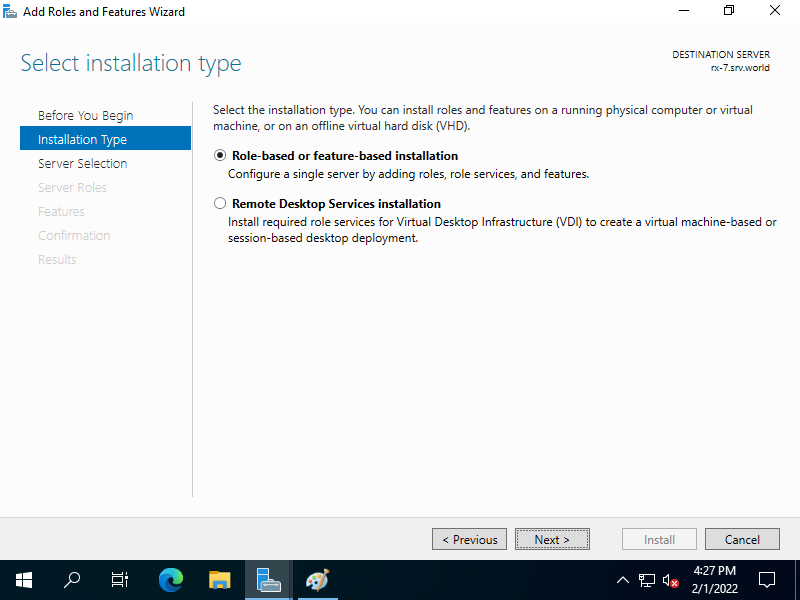 Add Roles and Features Wizard
Select installation type
DESTINATION SERVER
rx-7.srv.world
Before You Begin
Installation Type
Server Selection
Server Roles
Features
Confirmation
Results
Select the installation type. You can install roles and features on a running physical computer or virtual
machine, or on an offline virtual hard disk (VHD).
Role-based or feature-based installation
Configure a single server by adding roles, role services, and features.
Remote Desktop Services installation
Install required role services for Virtual Desktop Infrastructure (VDI) to create a virtual machine-based or
session-based desktop deployment.
< Previous
Next >
Install
Cancel
4:27 PM
2/1/2022